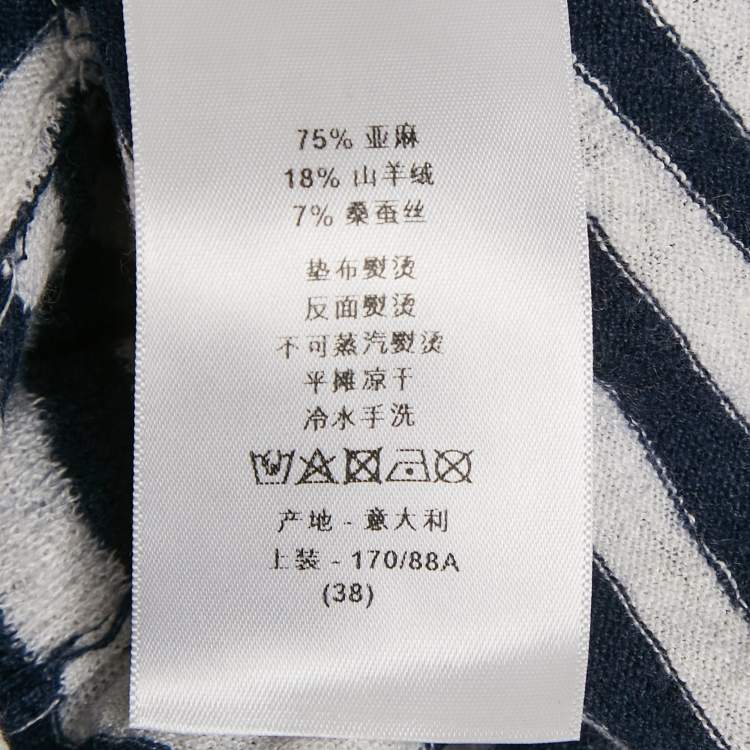 75% 亚麻
18% 山羊绒
7% 桑蚕丝
垫布熨烫
反面熨烫
不可蒸汽熨烫
平摊凉干
冷水手洗
产地 - 意大利
上装 - 170/88A
(38)